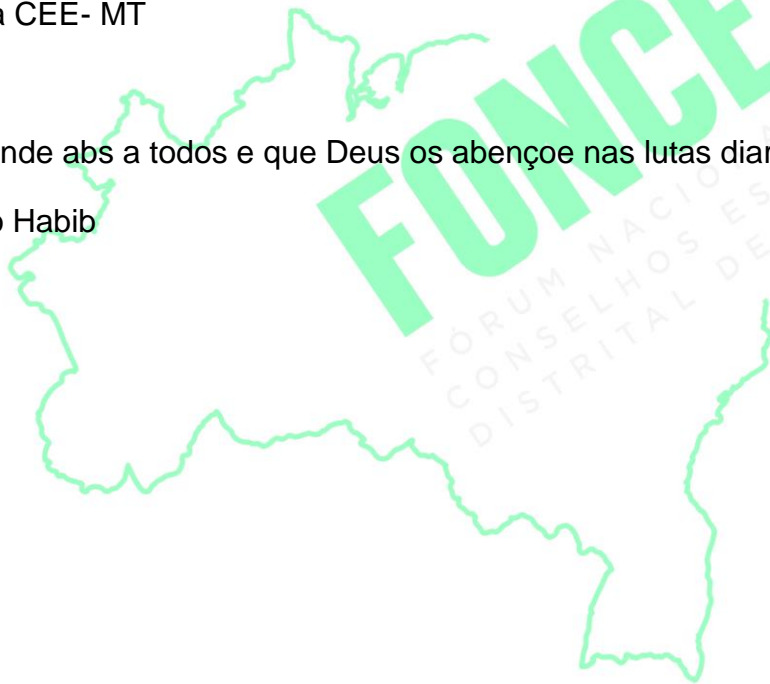 a CEE- MT
nde abs a todos e que Deus os abençoe nas lutas diar
o Habib
FONCE
FÓRUM NACIO
CONSELHOS ES
DISTRITAL DE